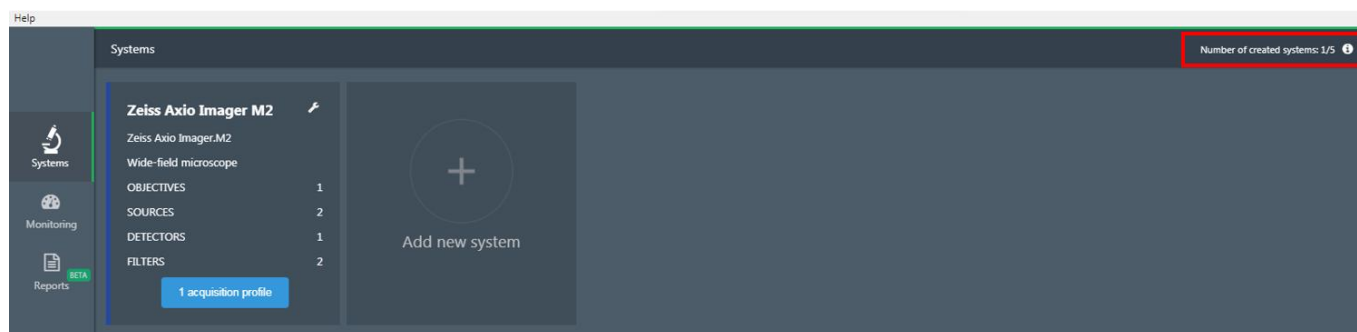 Help
Systems
Number of created systems: 1/5
Zeiss Axio Imager M2
Zeiss Axio Imager.M2
Wide-field microscope
OBJECTIVES 1
SOURCES 2
DETECTORS 1
FILTERS 2
1 acquisition profile
Add new system
Systems
Monitoring
Reports BETA